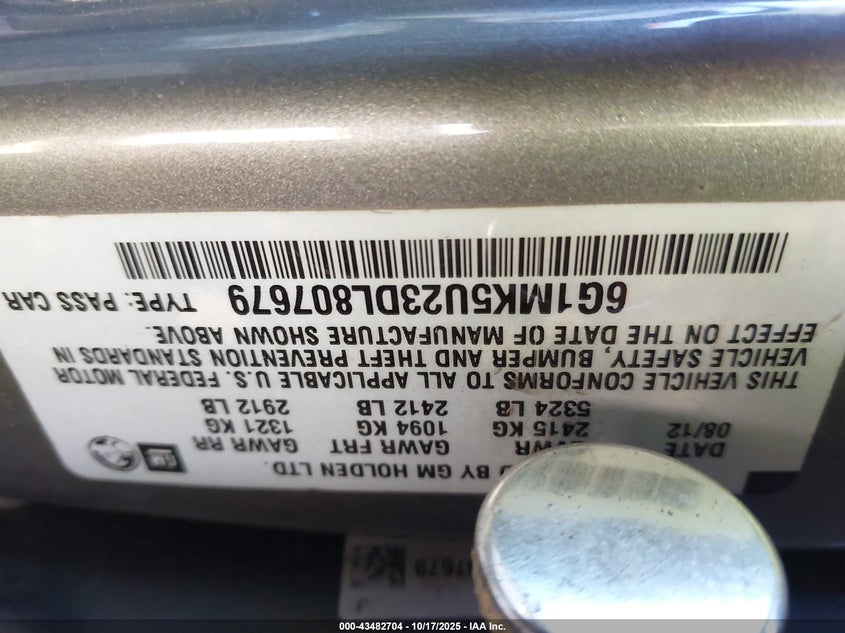 BY GM HOLDEN LTD.
GM
DATE GVWR GAWR FRT GAWR RR
08/12 2415 KG 1094 KG 1321 KG
5324 LB 2412 LB 2912 LB
THIS VEHICLE CONFORMS TO ALL APPLICABLE U.S. FEDERAL MOTOR
VEHICLE SAFETY, BUMPER AND THEFT PREVENTION STANDARDS IN
EFFECT ON THE DATE OF MANUFACTURE SHOWN ABOVE.
6G1MK5U23DL807679 TYPE: PASS CAR
000-43482704 - 10/17/2025 - IAA Inc.